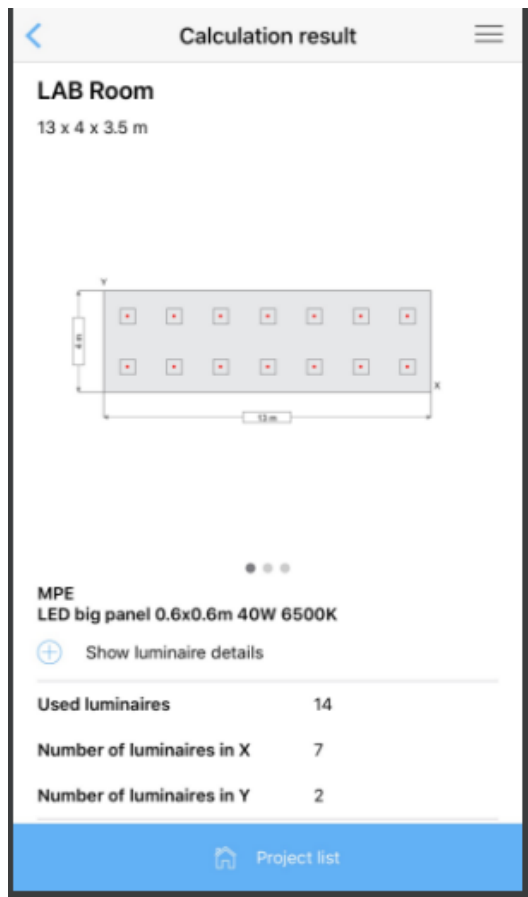 Calculation result
LAB Room
13 x 4 x 3.5 m
Y
4 m
X
13 m
MPE
LED big panel 0.6x0.6m 40W 6500K
Show luminaire details
Used luminaires 14
Number of luminaires in X 7
Number of luminaires in Y 2
Project list